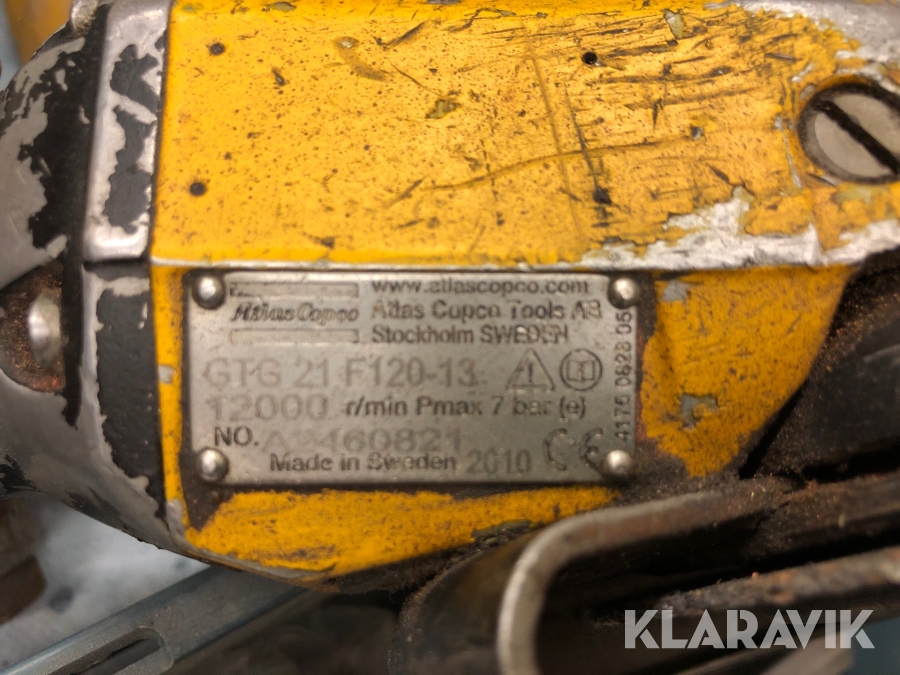 www.atlascopco.com
Atlas Copco
Atlas Copco Tools AB
Stockholm SWEDEN
GTG 21 F120-13
12000 r/min Pmax 7 bar (e)
NO.
Made in Sweden 2010 CE
4175 0828 05
KLARAVIK